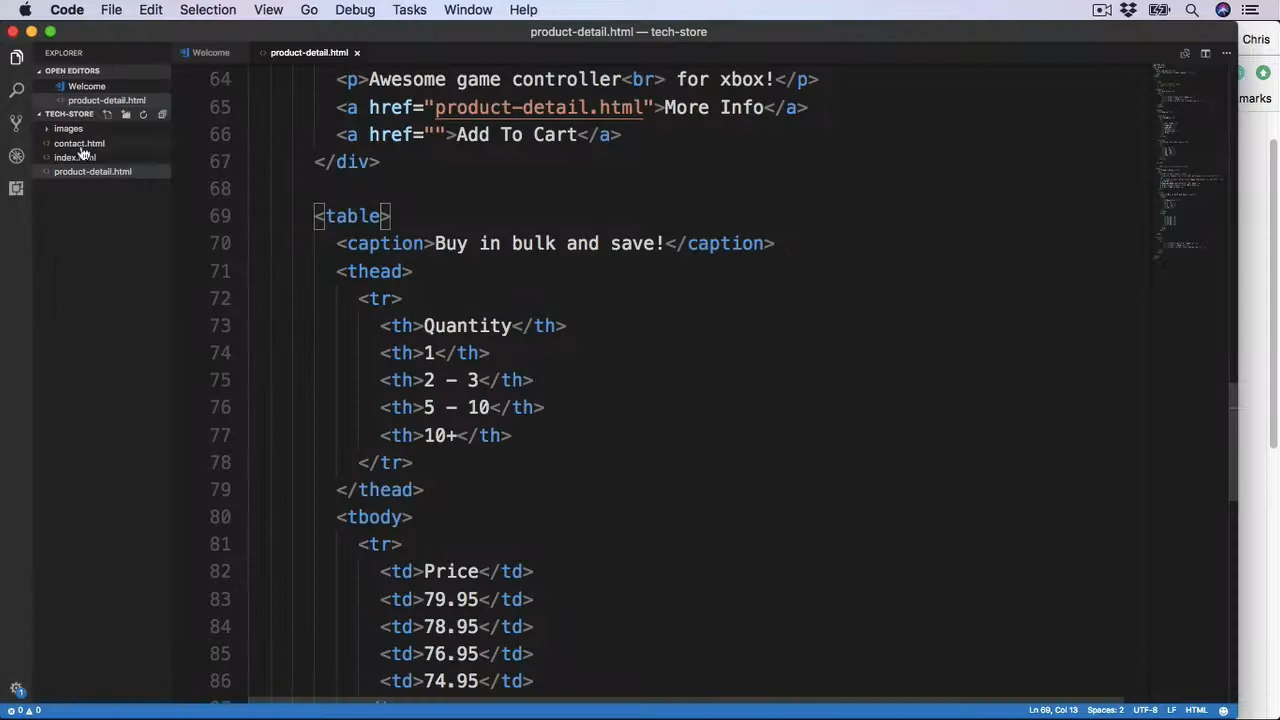 Code File Edit Selection View Go Debug Tasks Window Help
product-detail.html — tech-store
Chris
EXPLORER
Welcome
product-detail.html
OPEN EDITORS
Welcome
product-detail.html
TECH-STORE
images
contact.html
index.html
product-detail.html
64 <p>Awesome game controller<br> for xbox!</p>
65 <a href="product-detail.html">More Info</a>
66 <a href="">Add To Cart</a>
67 </div>
68
69 <table>
70 <caption>Buy in bulk and save!</caption>
71 <thead>
72 <tr>
73 <th>Quantity</th>
74 <th>1</th>
75 <th>2 - 3</th>
76 <th>5 - 10</th>
77 <th>10+</th>
78 </tr>
79 </thead>
80 <tbody>
81 <tr>
82 <td>Price</td>
83 <td>79.95</td>
84 <td>78.95</td>
85 <td>76.95</td>
86 <td>74.95</td>
marks
1
0 0
Ln 69, Col 13 Spaces: 2 UTF-8 LF HTML